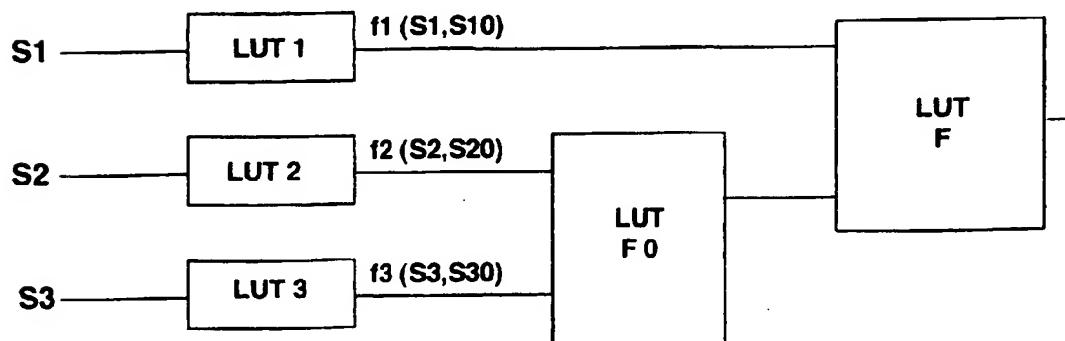 S1
LUT 1
f1 (S1,S10)
LUT
F
S2
LUT 2
f2 (S2,S20)
LUT
F 0
S3
LUT 3
f3 (S3,S30)